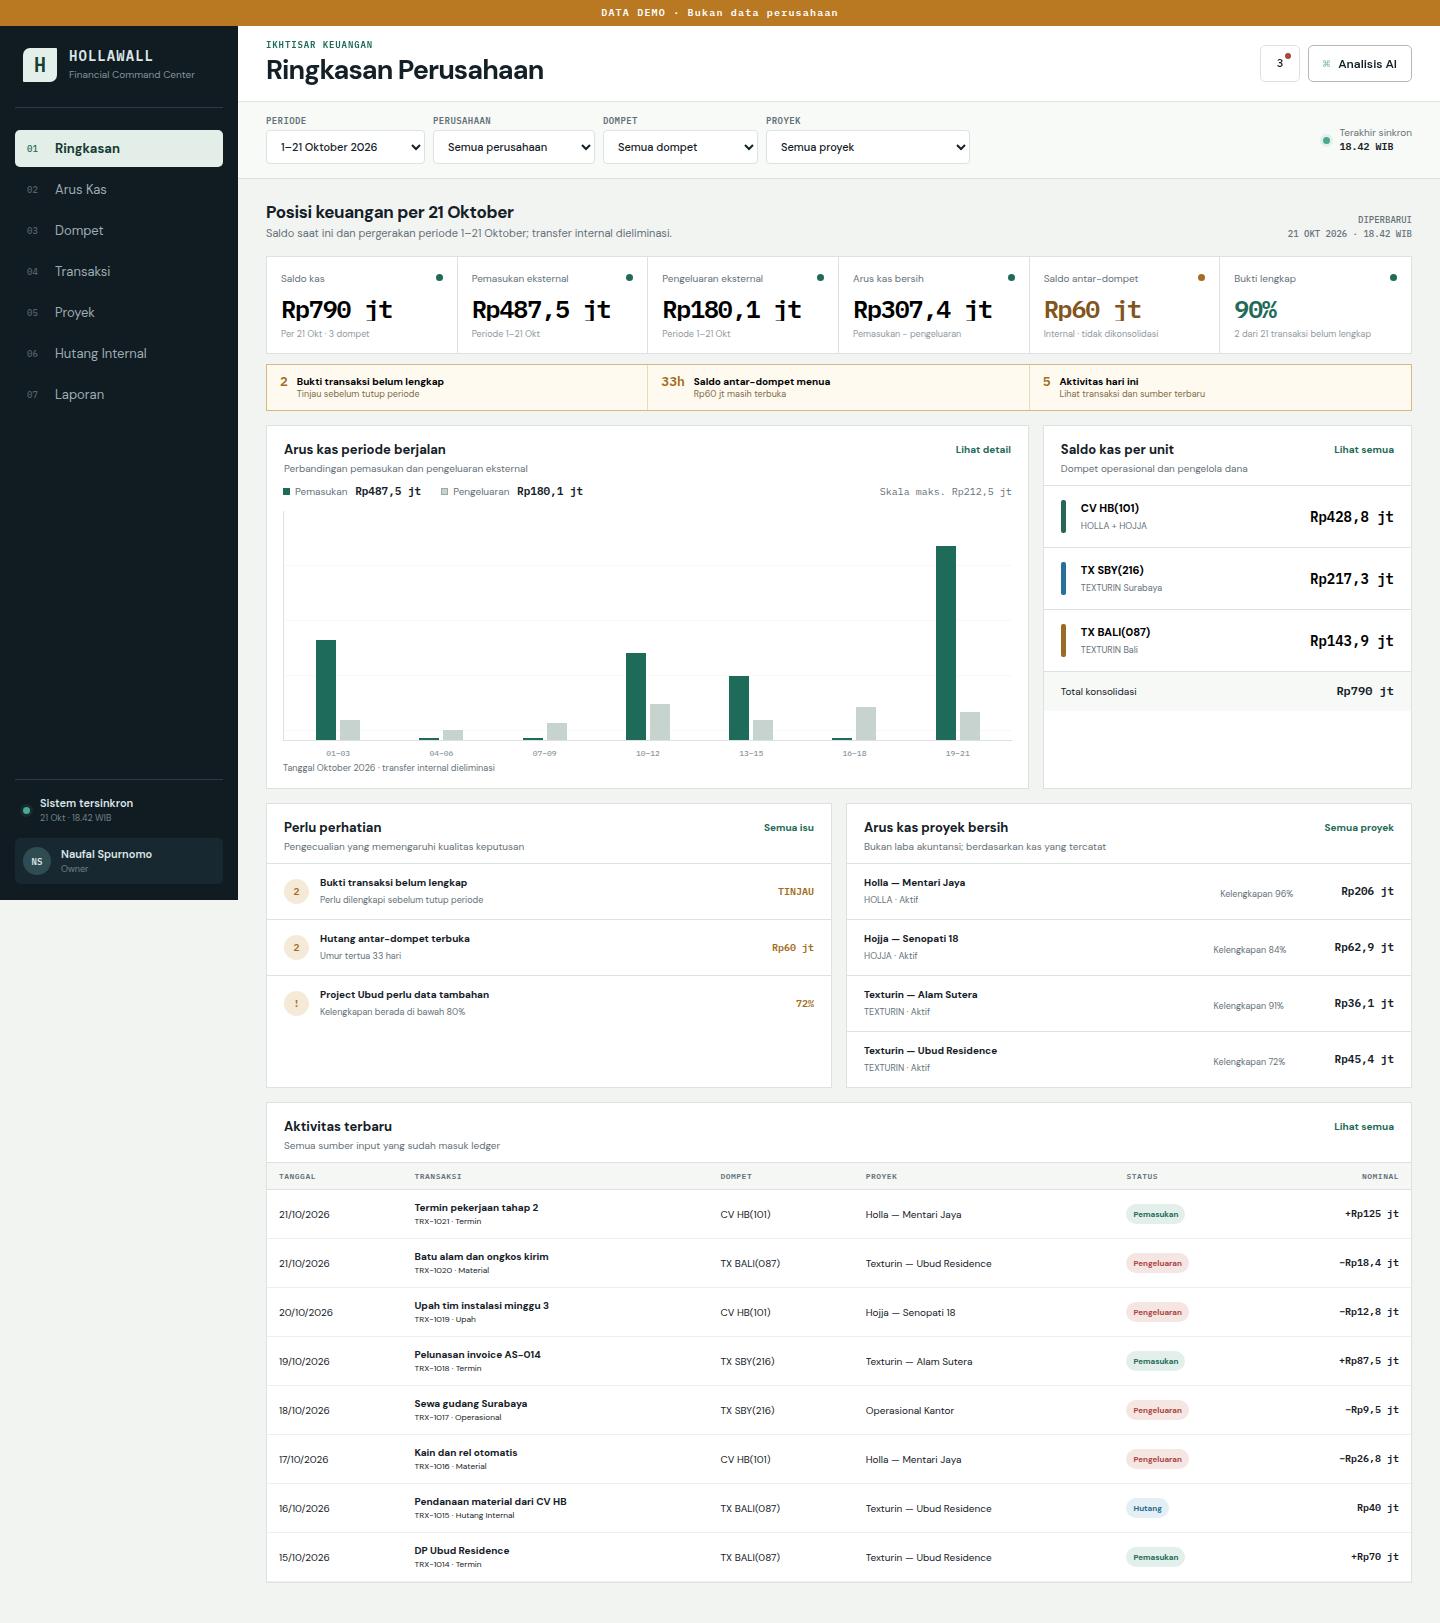 DATA DEMO · Bukan data perusahaan
H
HOLLAWALL
Financial Command Center
01 Ringkasan
02 Arus Kas
03 Dompet
04 Transaksi
05 Proyek
06 Hutang Internal
07 Laporan
Sistem tersinkron
21 Okt · 18.42 WIB
NS
Naufal Spurnomo
Owner
IKHTISAR KEUANGAN
Ringkasan Perusahaan
3
⌘ Analisis AI
PERIODE
1–21 Oktober 2026
PERUSAHAAN
Semua perusahaan
DOMPET
Semua dompet
PROYEK
Semua proyek
Terakhir sinkron
18.42 WIB
Posisi keuangan per 21 Oktober
Saldo saat ini dan pergerakan periode 1–21 Oktober; transfer internal dieliminasi.
DIPERBARUI
21 OKT 2026 · 18.42 WIB
Saldo kas
Rp790 jt
Per 21 Okt · 3 dompet
Pemasukan eksternal
Rp487,5 jt
Periode 1–21 Okt
Pengeluaran eksternal
Rp180,1 jt
Periode 1–21 Okt
Arus kas bersih
Rp307,4 jt
Pemasukan − pengeluaran
Saldo antar-dompet
Rp60 jt
Internal · tidak dikonsolidasi
Bukti lengkap
90%
2 dari 21 transaksi belum lengkap
2 Bukti transaksi belum lengkap
Tinjau sebelum tutup periode
33h Saldo antar-dompet menua
Rp60 jt masih terbuka
5 Aktivitas hari ini
Lihat transaksi dan sumber terbaru
Arus kas periode berjalan
Lihat detail
Perbandingan pemasukan dan pengeluaran eksternal
Pemasukan Rp487,5 jt Pengeluaran Rp180,1 jt
Skala maks. Rp212,5 jt
01–03 04–06 07–09 10–12 13–15 16–18 19–21
Tanggal Oktober 2026 · transfer internal dieliminasi
Saldo kas per unit
Lihat semua
Dompet operasional dan pengelola dana
CV HB(101)
HOLLA + HOJJA
Rp428,8 jt
TX SBY(216)
TEXTURIN Surabaya
Rp217,3 jt
TX BALI(087)
TEXTURIN Bali
Rp143,9 jt
Total konsolidasi Rp790 jt
Perlu perhatian
Semua isu
Pengecualian yang memengaruhi kualitas keputusan
2 Bukti transaksi belum lengkap
Perlu dilengkapi sebelum tutup periode
TINJAU
2 Hutang antar-dompet terbuka
Umur tertua 33 hari
Rp60 jt
! Project Ubud perlu data tambahan
Kelengkapan berada di bawah 80%
72%
Arus kas proyek bersih
Semua proyek
Bukan laba akuntansi; berdasarkan kas yang tercatat
Holla — Mentari Jaya
HOLLA · Aktif
Kelengkapan 96% Rp206 jt
Hojja — Senopati 18
HOJJA · Aktif
Kelengkapan 84% Rp62,9 jt
Texturin — Alam Sutera
TEXTURIN · Aktif
Kelengkapan 91% Rp36,1 jt
Texturin — Ubud Residence
TEXTURIN · Aktif
Kelengkapan 72% Rp45,4 jt
Aktivitas terbaru
Lihat semua
Semua sumber input yang sudah masuk ledger
TANGGAL TRANSAKSI DOMPET PROYEK STATUS NOMINAL
21/10/2026 Termin pekerjaan tahap 2 CV HB(101) Holla — Mentari Jaya Pemasukan +Rp125 jt
TRX-1021 · Termin
21/10/2026 Batu alam dan ongkos kirim TX BALI(087) Texturin — Ubud Residence Pengeluaran −Rp18,4 jt
TRX-1020 · Material
20/10/2026 Upah tim instalasi minggu 3 CV HB(101) Hojja — Senopati 18 Pengeluaran −Rp12,8 jt
TRX-1019 · Upah
19/10/2026 Pelunasan invoice AS-014 TX SBY(216) Texturin — Alam Sutera Pemasukan +Rp87,5 jt
TRX-1018 · Termin
18/10/2026 Sewa gudang Surabaya TX SBY(216) Operasional Kantor Pengeluaran −Rp9,5 jt
TRX-1017 · Operasional
17/10/2026 Kain dan rel otomatis CV HB(101) Holla — Mentari Jaya Pengeluaran −Rp26,8 jt
TRX-1016 · Material
16/10/2026 Pendanaan material dari CV HB TX BALI(087) Texturin — Ubud Residence Hutang Rp40 jt
TRX-1015 · Hutang Internal
15/10/2026 DP Ubud Residence TX BALI(087) Texturin — Ubud Residence Pemasukan +Rp70 jt
TRX-1014 · Termin